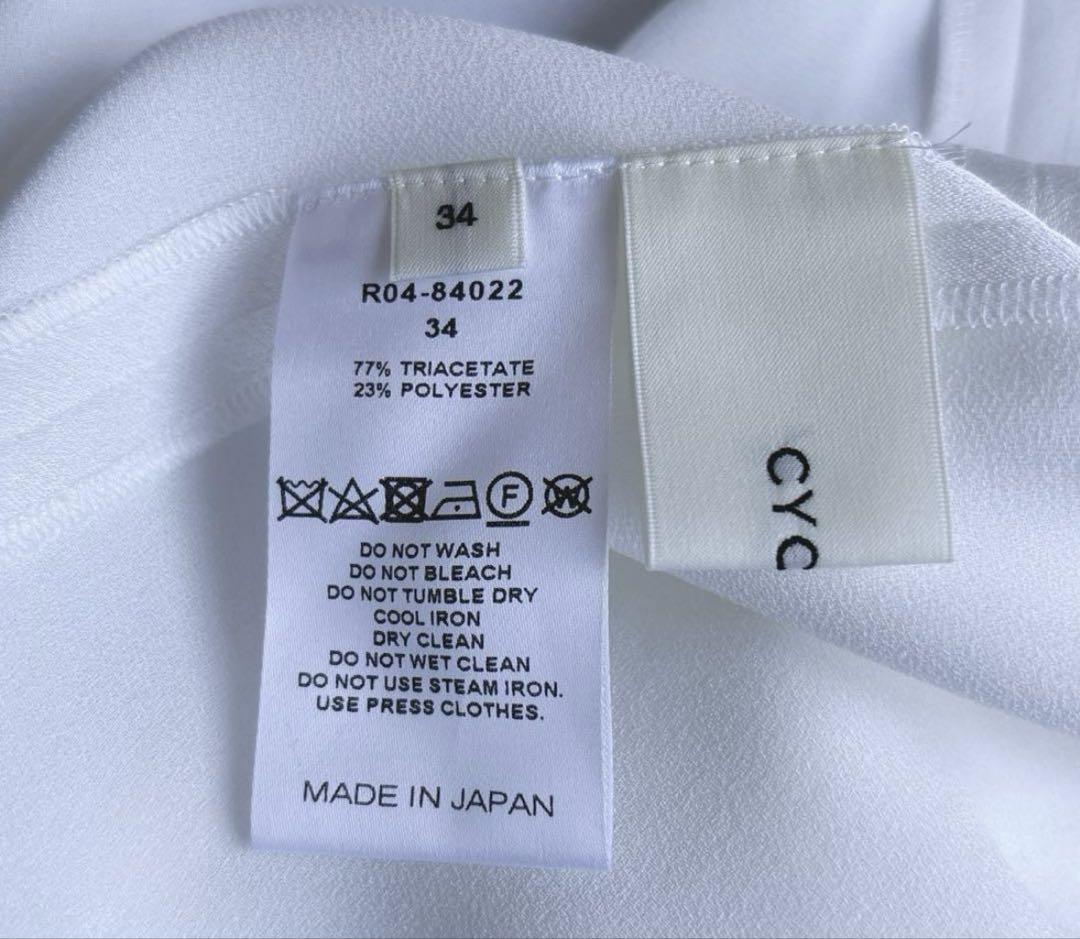 34
R04-84022
34
77% TRIACETATE
23% POLYESTER
F W
DO NOT WASH
DO NOT BLEACH
DO NOT TUMBLE DRY
COOL IRON
DRY CLEAN
DO NOT WET CLEAN
DO NOT USE STEAM IRON.
USE PRESS CLOTHES.
MADE IN JAPAN
CYC